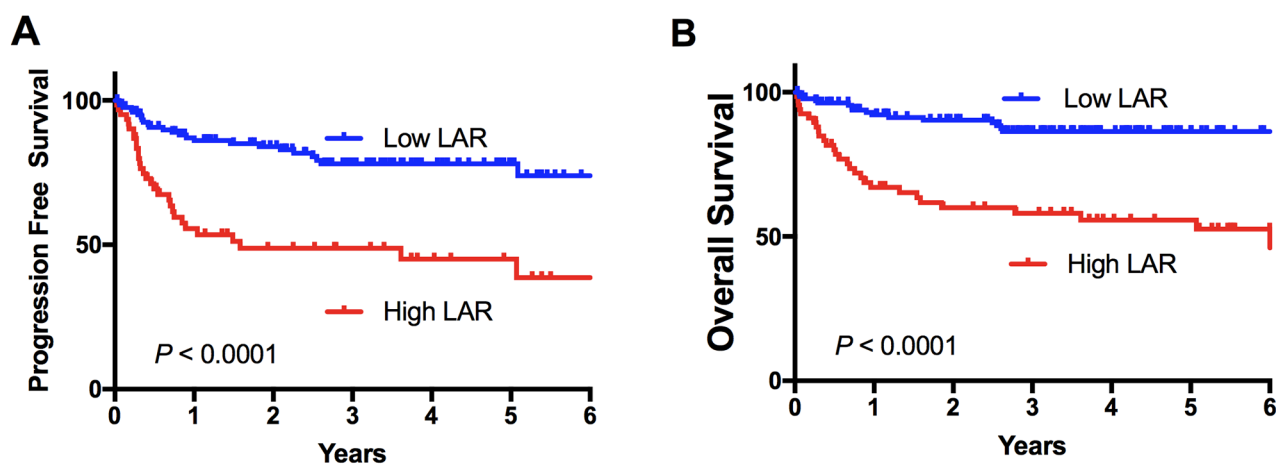 A
Progression Free Survival
100
50
0
Low LAR
High LAR
P < 0.0001
0 1 2 3 4 5 6
Years
B
Overall Survival
100
50
0
Low LAR
High LAR
P < 0.0001
0 1 2 3 4 5 6
Years